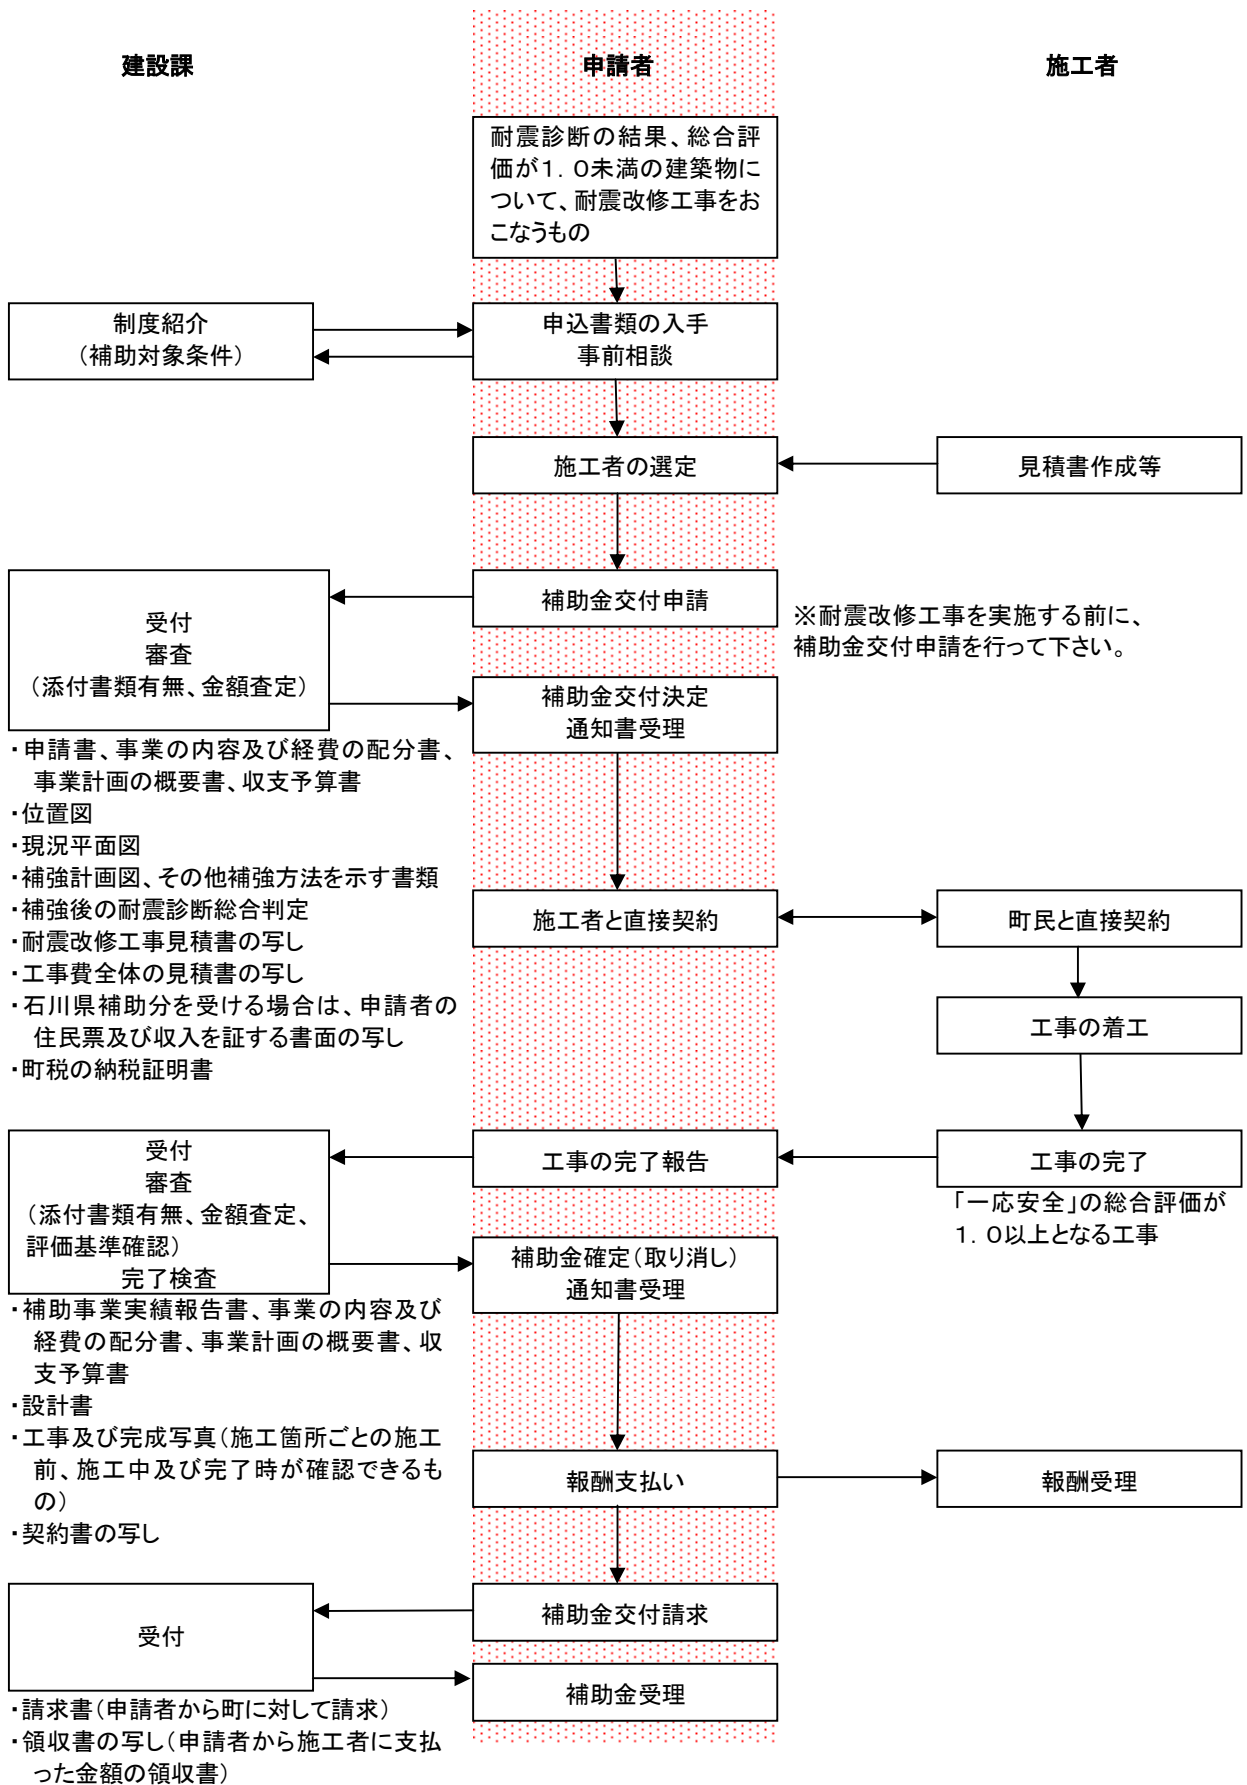 建設課
申請者
施工者
耐震診断の結果、総合評
価が１．０未満の建築物に
ついて、耐震改修工事をお
こなうもの
制度紹介
（補助対象条件）
申込書類の入手
事前相談
施工者の選定
見積書作成等
受付
審査
（添付書類有無、金額査定）
補助金交付申請
※耐震改修工事を実施する前に、
補助金交付申請を行って下さい。
補助金交付決定
通知書受理
・申請書、事業の内容及び経費の配分書、
事業計画の概要書、収支予算書
・位置図
・現況平面図
・補強計画図、その他補強方法を示す書類
・補強後の耐震診断総合判定
・耐震改修工事見積書の写し
・工事費全体の見積書の写し
・石川県補助分を受ける場合は、申請者の
住民票及び収入を証する書面の写し
・町税の納税証明書
施工者と直接契約
町民と直接契約
工事の着工
受付
審査
（添付書類有無、金額査定、
評価基準確認）
完了検査
工事の完了報告
工事の完了
「一応安全」の総合評価が
１．０以上となる工事
補助金確定（取り消し）
通知書受理
・補助事業実績報告書、事業の内容及び
経費の配分書、事業計画の概要書、収
支予算書
・設計書
・工事及び完成写真（施工箇所ごとの施工
前、施工中及び完了時が確認できるも
の）
・契約書の写し
報酬支払い
報酬受理
受付
補助金交付請求
補助金受理
・請求書（申請者から町に対して請求）
・領収書の写し（申請者から施工者に支払
った金額の領収書）